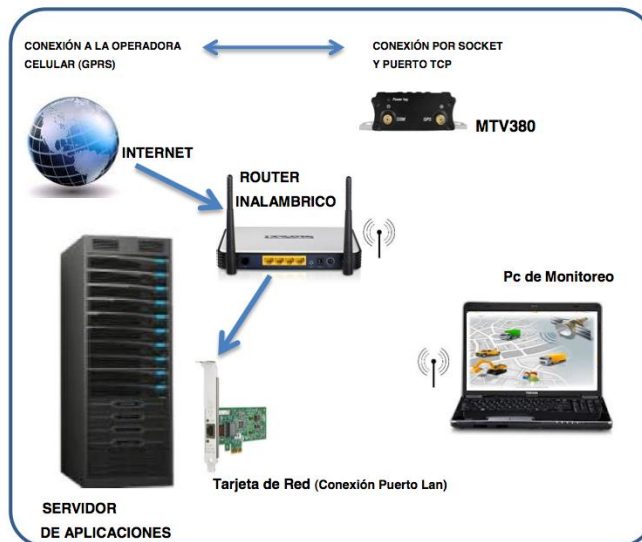 CONEXIÓN A LA OPERADORA
CELULAR (GPRS)
CONEXIÓN POR SOCKET
Y PUERTO TCP
MTV380
INTERNET
ROUTER
INALAMBRICO
Pc de Monitoreo
Tarjeta de Red (Conexión Puerto Lan)
SERVIDOR
DE APLICACIONES